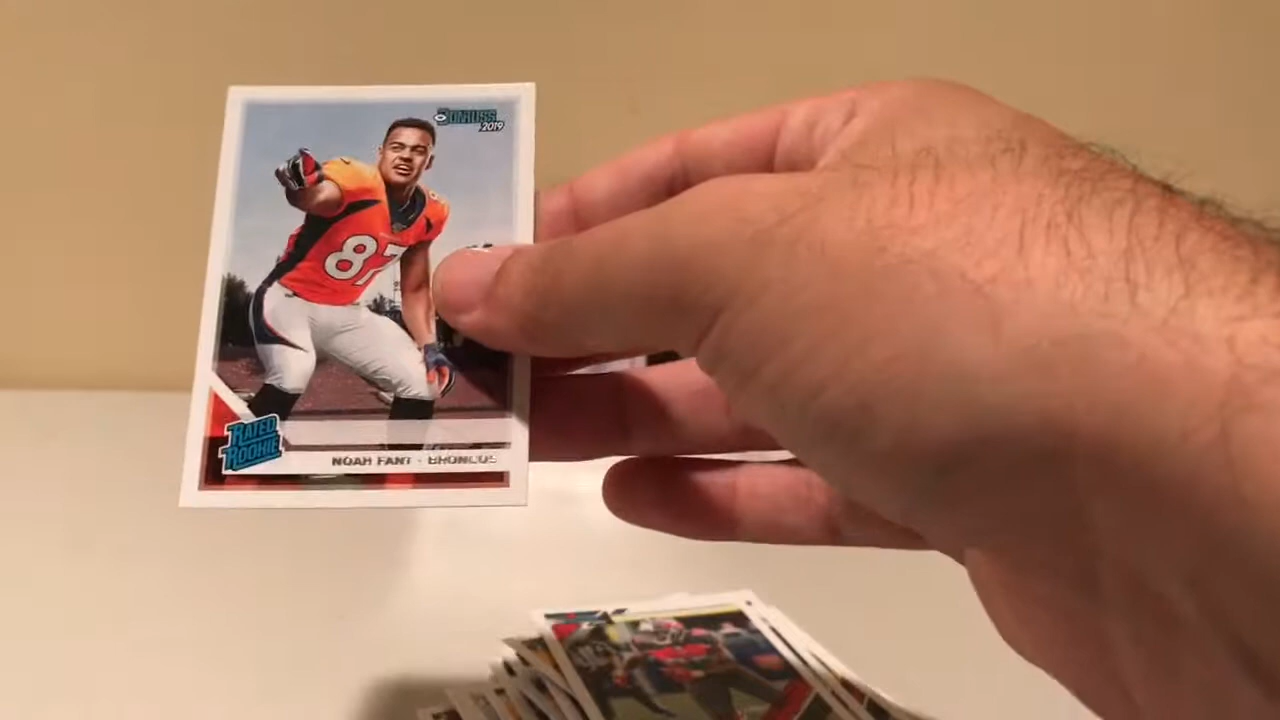 DONRUSS
2019
87
RATED
ROOKIE
NOAH FANT - BRONCOS